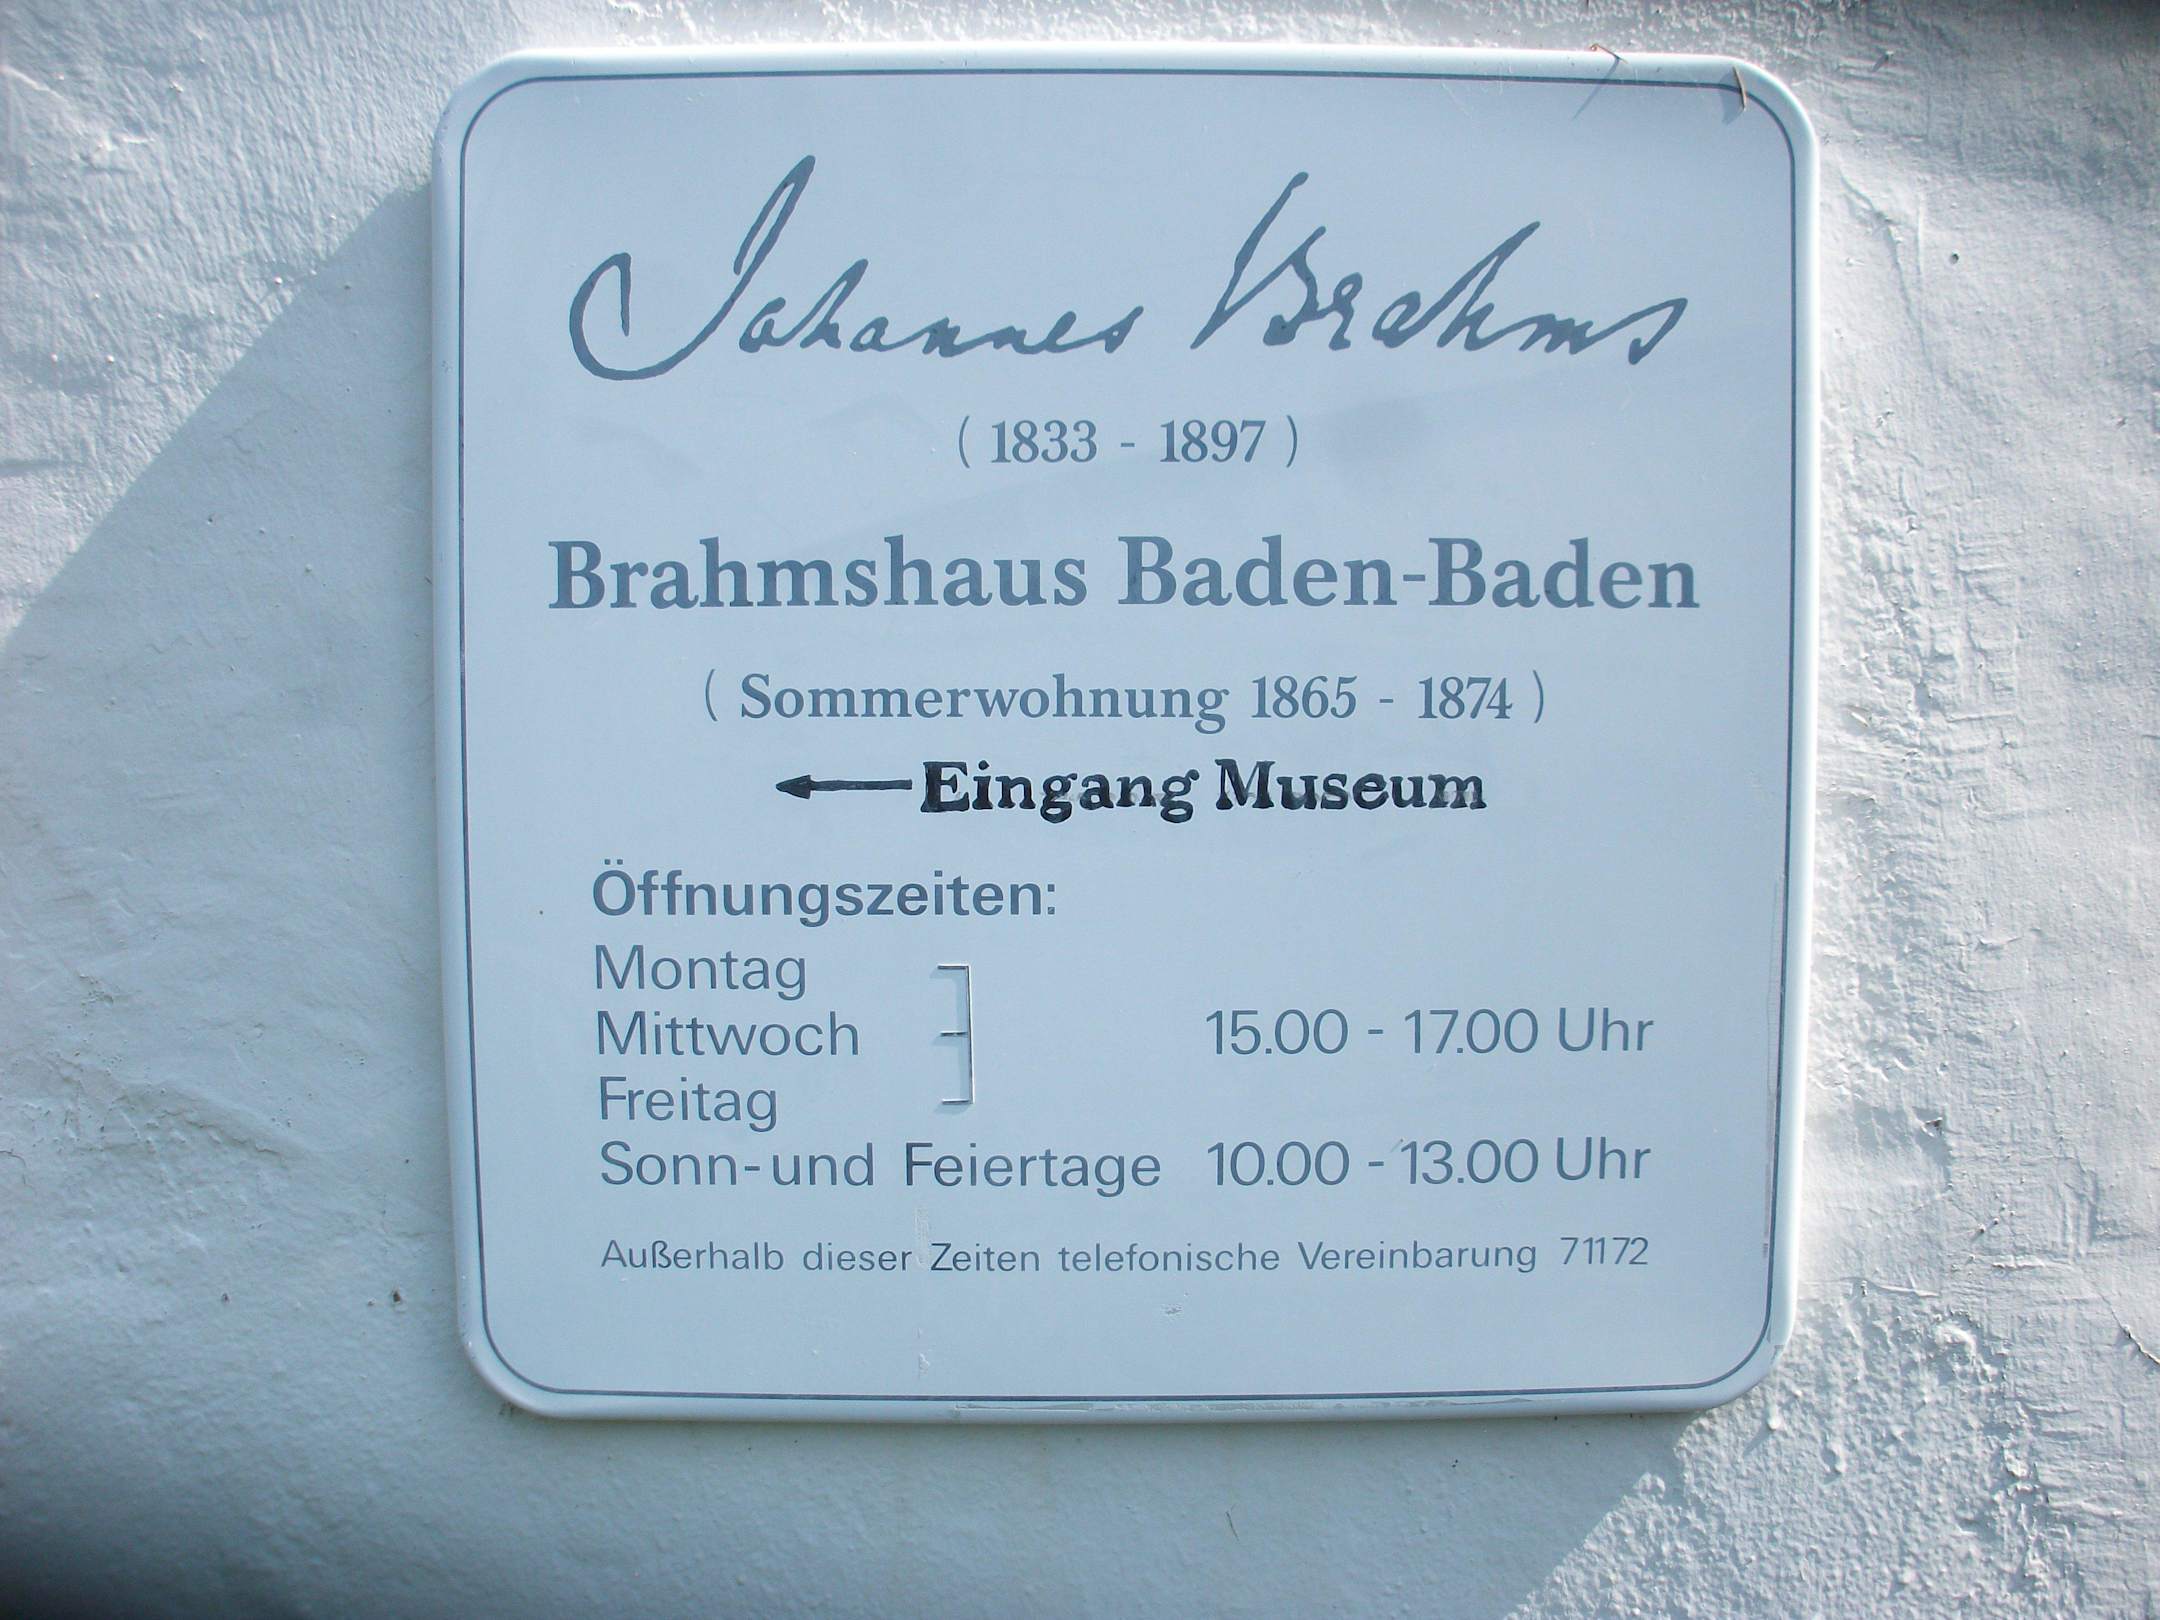 Johannes Brahms
( 1833 - 1897 )
Brahmshaus Baden-Baden
( Sommerwohnung 1865 - 1874 )
Eingang Museum
Öffnungszeiten:
Montag
Mittwoch 15.00 - 17.00 Uhr
Freitag
Sonn- und Feiertage 10.00 - 13.00 Uhr
Außerhalb dieser Zeiten telefonische Vereinbarung 71172